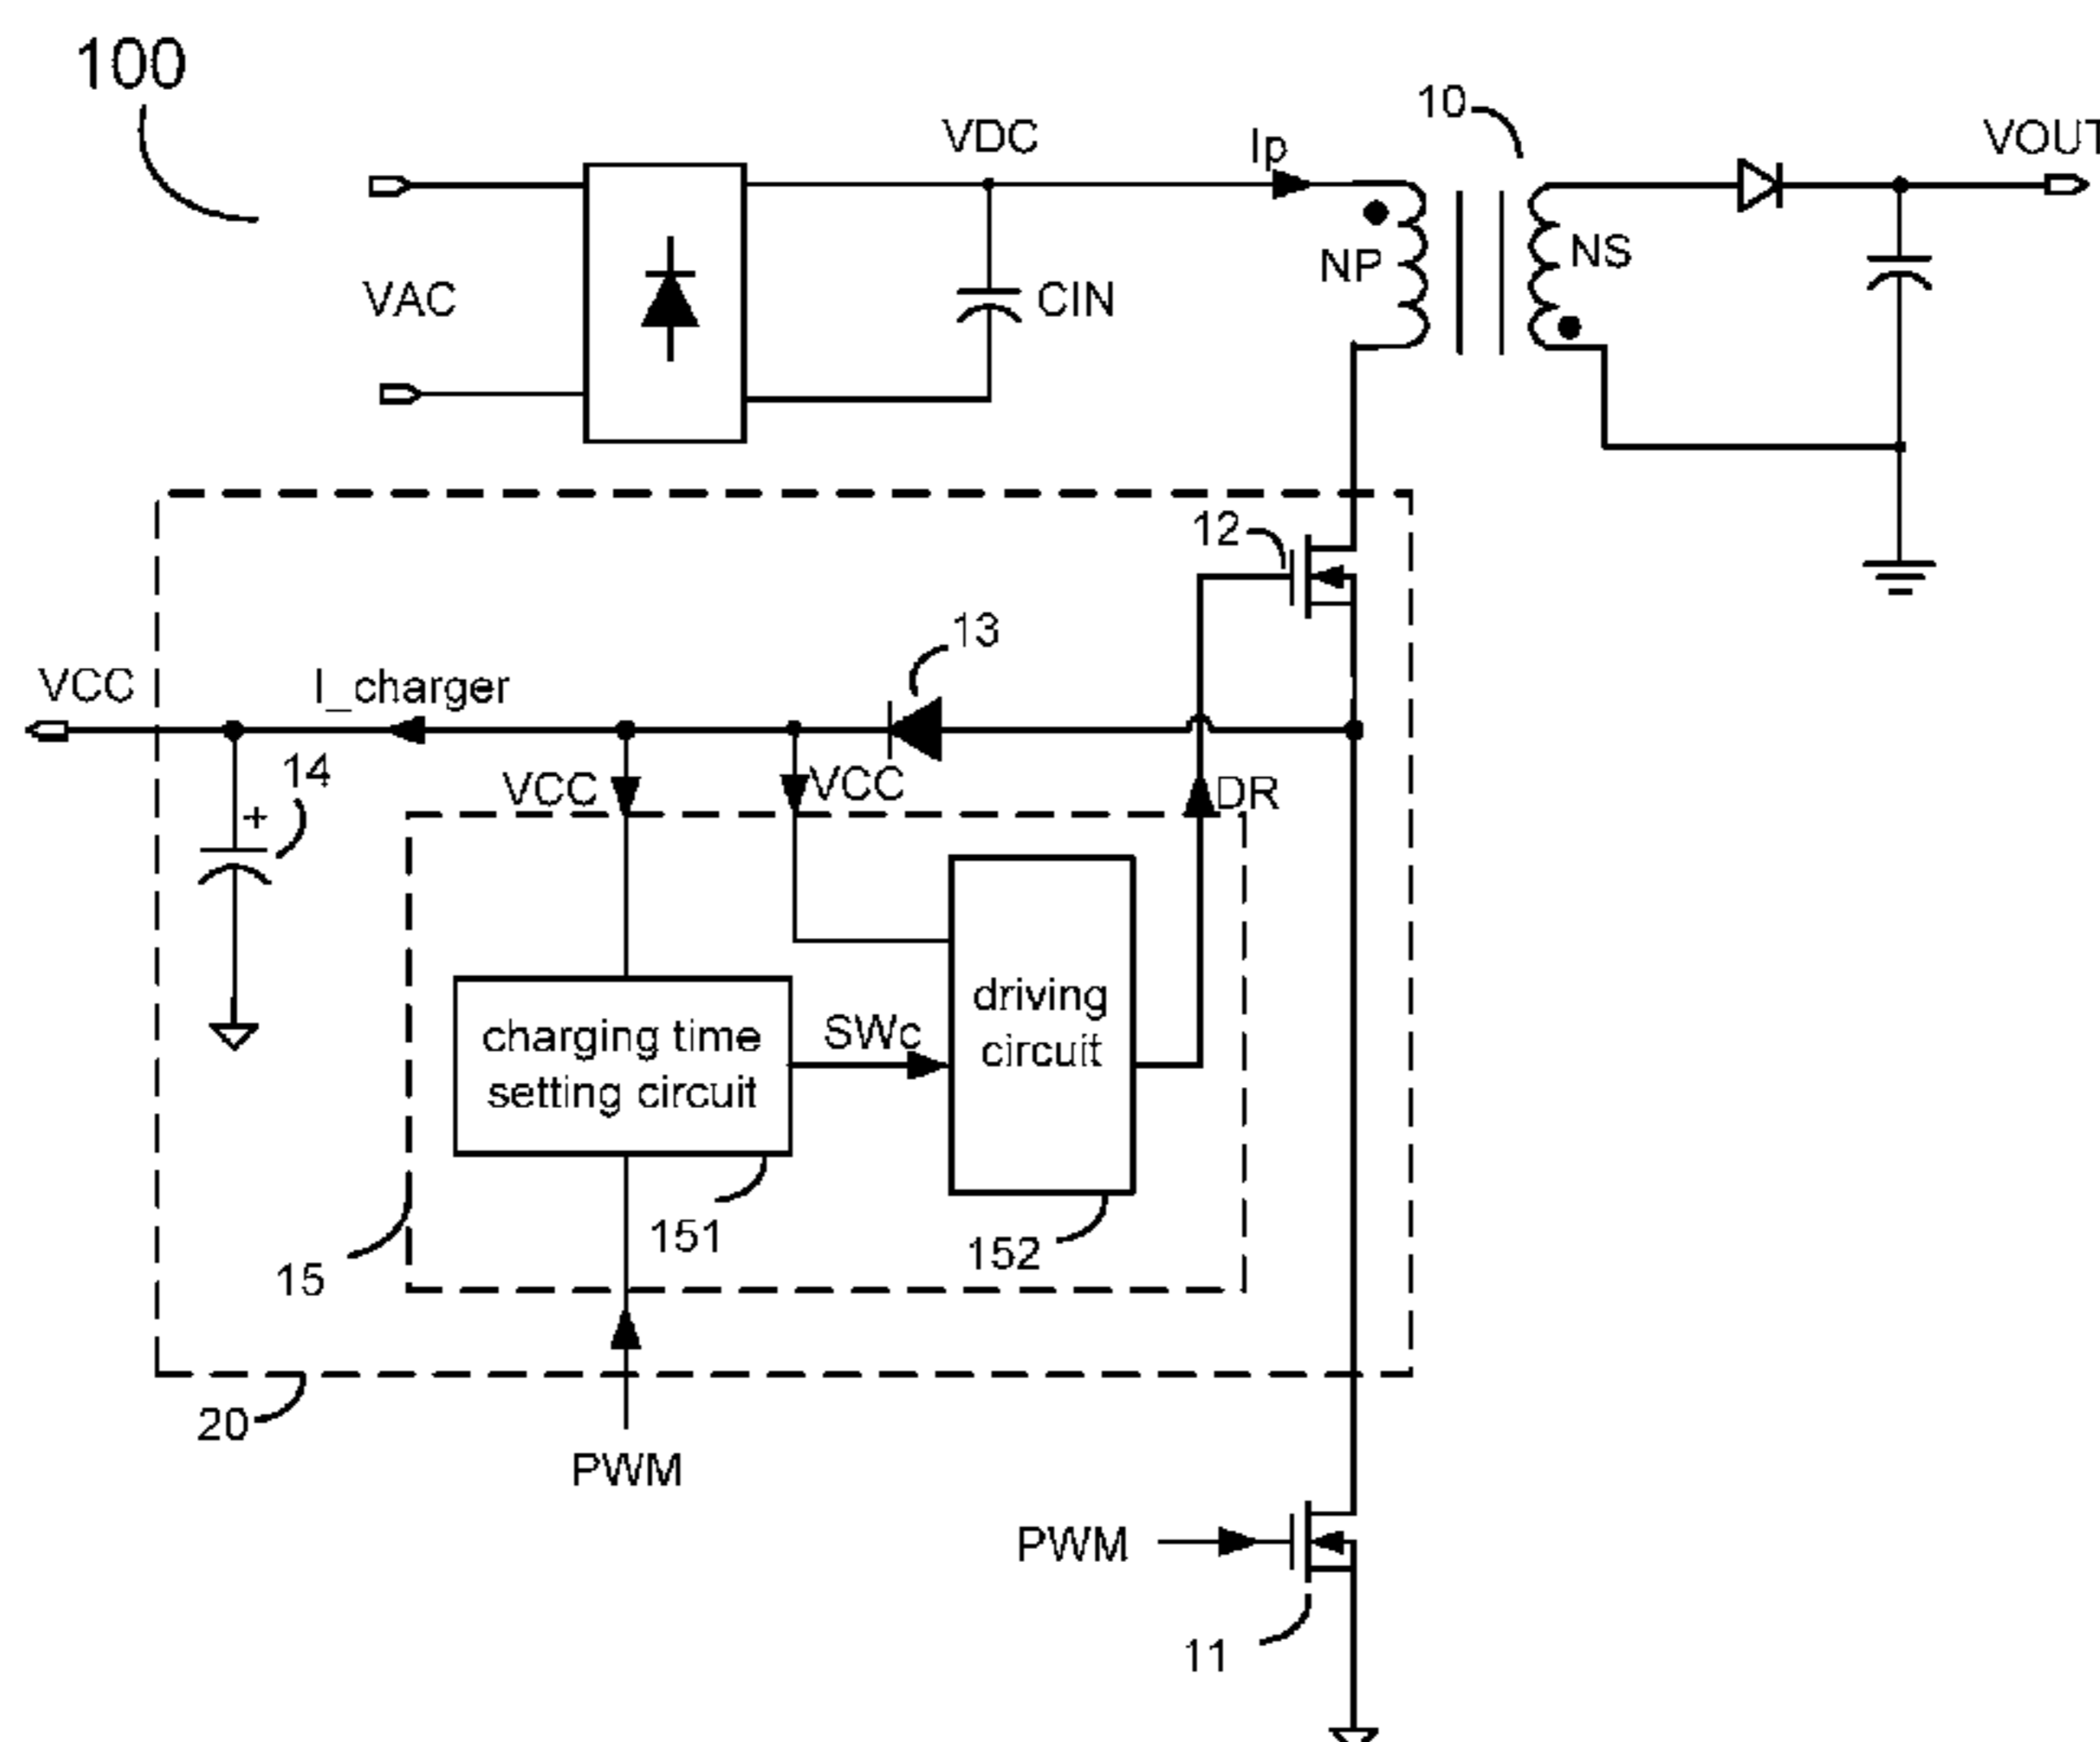 100
10
VDC
Ip
VOUT
NP
NS
VAC
CIN
12
13
VCC
I_charger
14
VCC
VCC
DR
+
driving
circuit
charging time
setting circuit
SWc
151
152
15
20
PWM
PWM
11